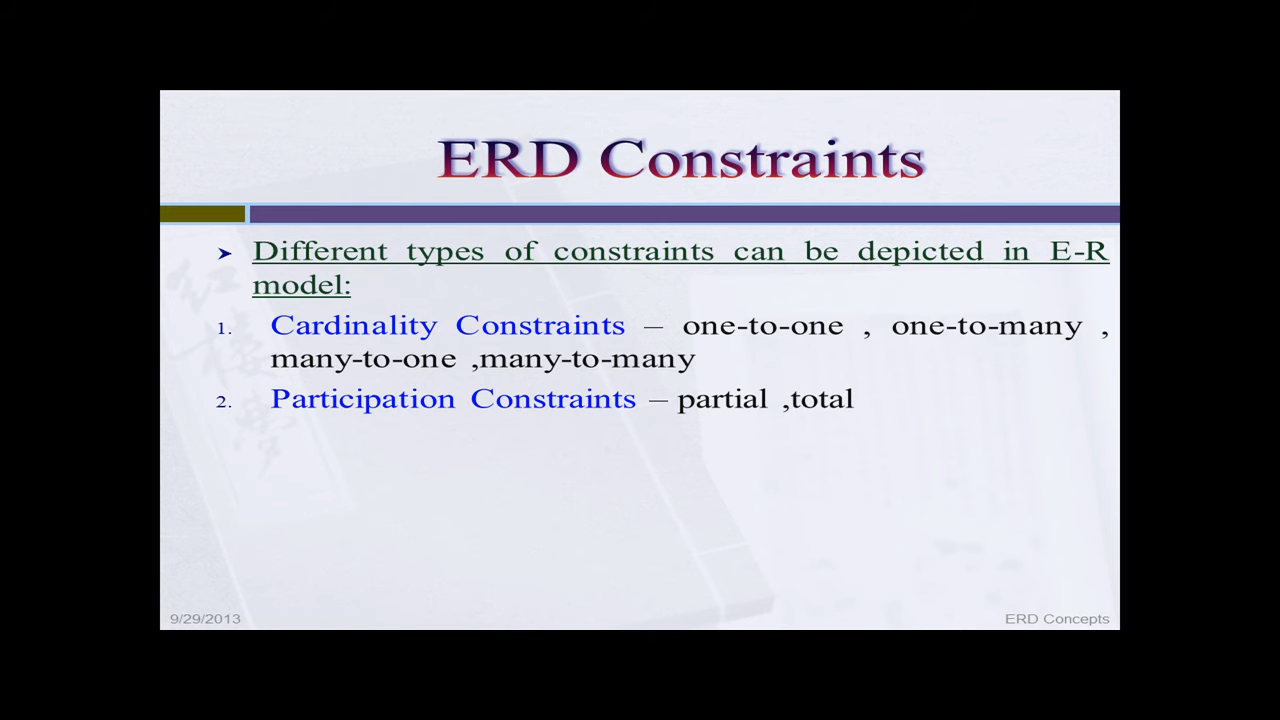 ERD Constraints
➤ Different types of constraints can be depicted in E-R
model:
1. Cardinality Constraints – one-to-one , one-to-many ,
many-to-one ,many-to-many
2. Participation Constraints – partial ,total
9/29/2013
ERD Concepts